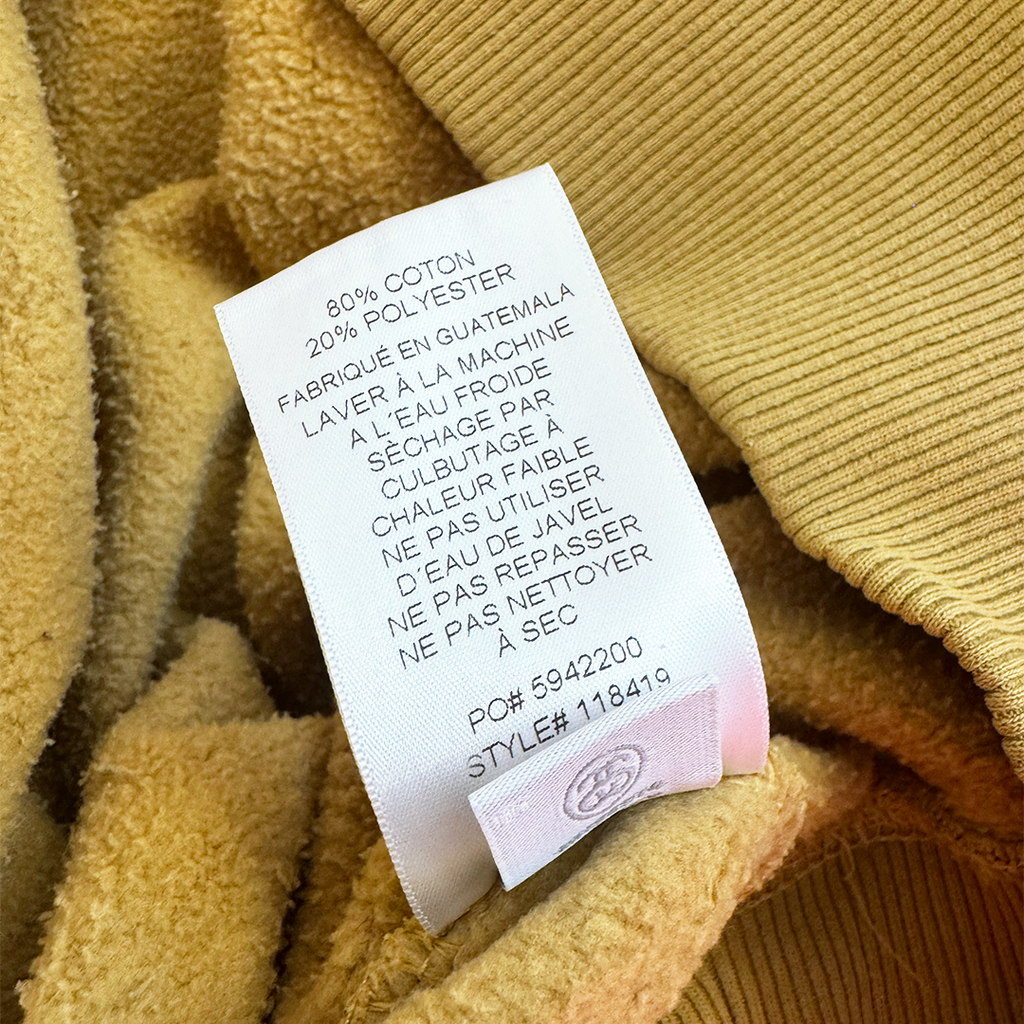 80% COTON
20% POLYESTER
FABRIQUÉ EN GUATEMALA
LAVER À LA MACHINE
A L'EAU FROIDE
SÈCHAGE PAR
CULBUTAGE À
CHALEUR FAIBLE
NE PAS UTILISER
D'EAU DE JAVEL
NE PAS REPASSER
NE PAS NETTOYER
À SEC
PO# 5942200
STYLE# 118419